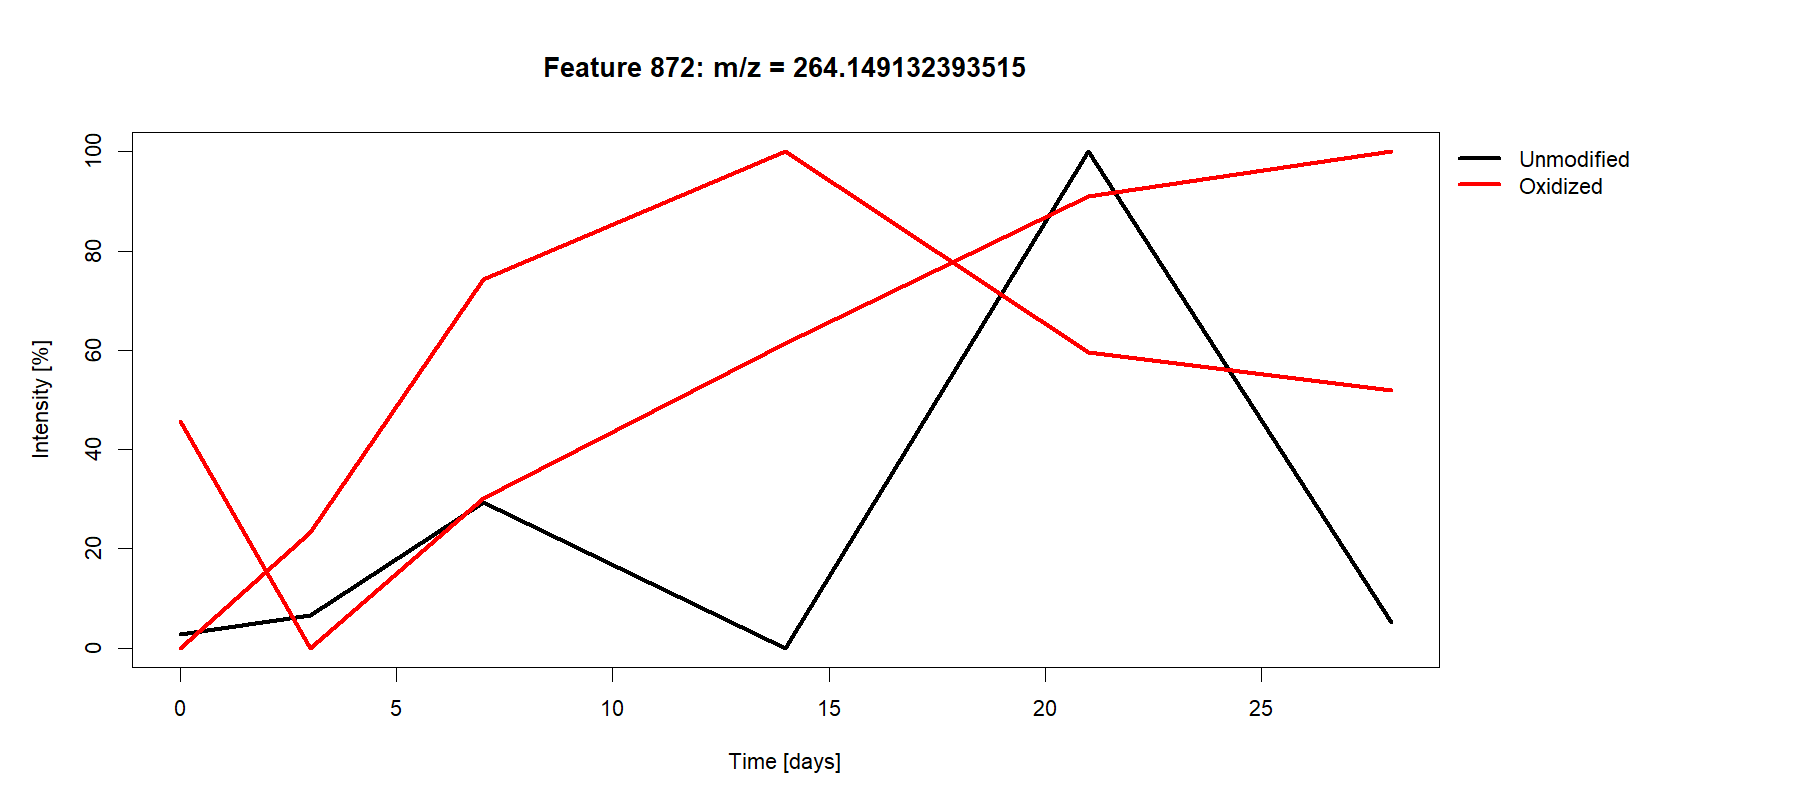 Feature 872: m/z = 264.149132393515
Unmodified
Oxidized
Intensity [%]
100
80
60
40
20
0
0 5 10 15 20 25
Time [days]